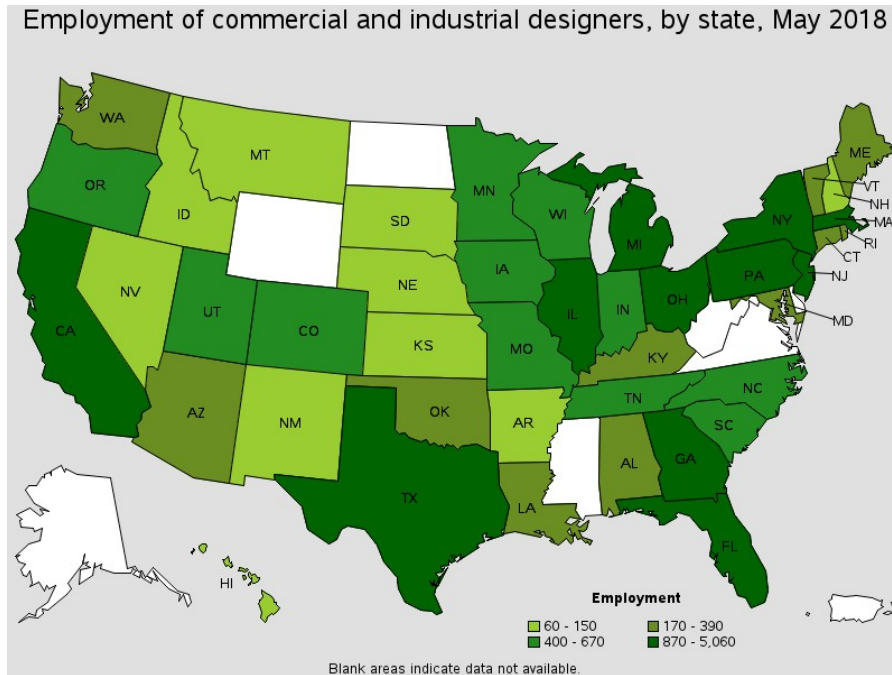 Employment of commercial and industrial designers, by state, May 2018
WA
MT
ME
OR
MN
VT
ID
SD
WI
NH
NY
MA
MI
RI
CT
IA
PA
NJ
NE
NV
OH
IL
IN
UT
CO
MD
CA
KS
MO
KY
NC
TN
AZ
OK
NM
AR
SC
GA
AL
TX
LA
FL
HI
Employment
60 - 150
170 - 390
400 - 670
870 - 5,060
Blank areas indicate data not available.